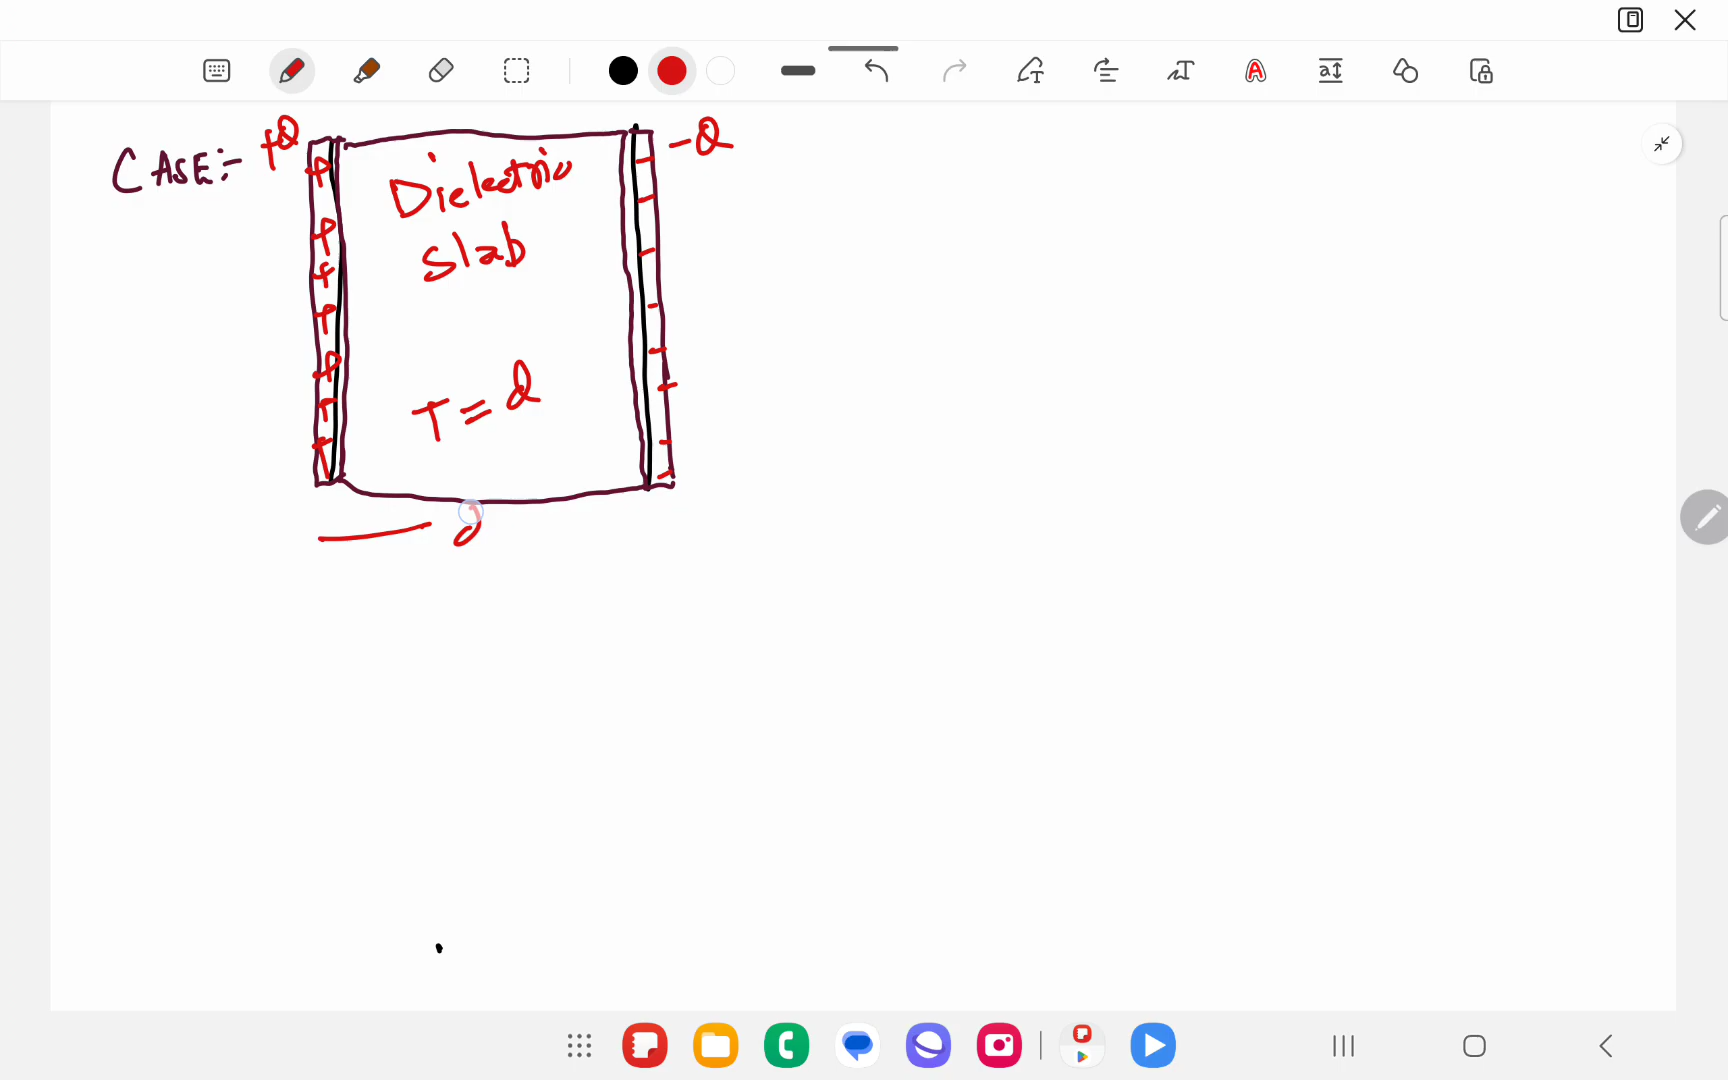 CASE:-
+Q
-Q
Dielectric
slab
T = d
d